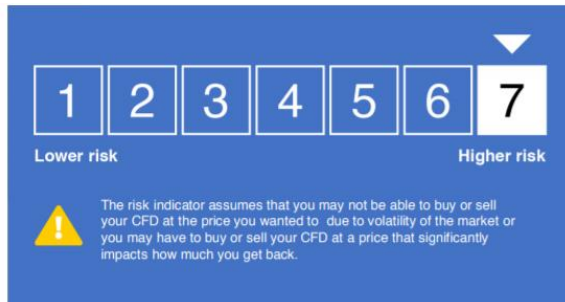 1 2 3 4 5 6 7
Lower risk Higher risk
The risk indicator assumes that you may not be able to buy or sell
your CFD at the price you wanted to due to volatility of the market or
you may have to buy or sell your CFD at a price that significantly
impacts how much you get back.